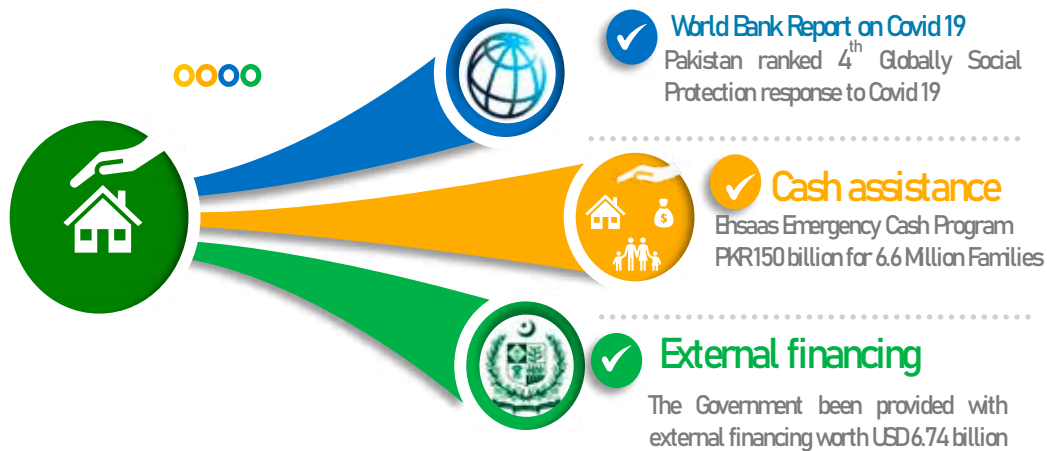 World Bank Report on Covid 19
Pakistan ranked 4th Globally Social
Protection response to Covid 19
Cash assistance
Ehsaas Emergency Cash Program
PKR150 billion for 6.6 Million Families
$
External financing
The Government been provided with
external financing worth USD 6.74 billion